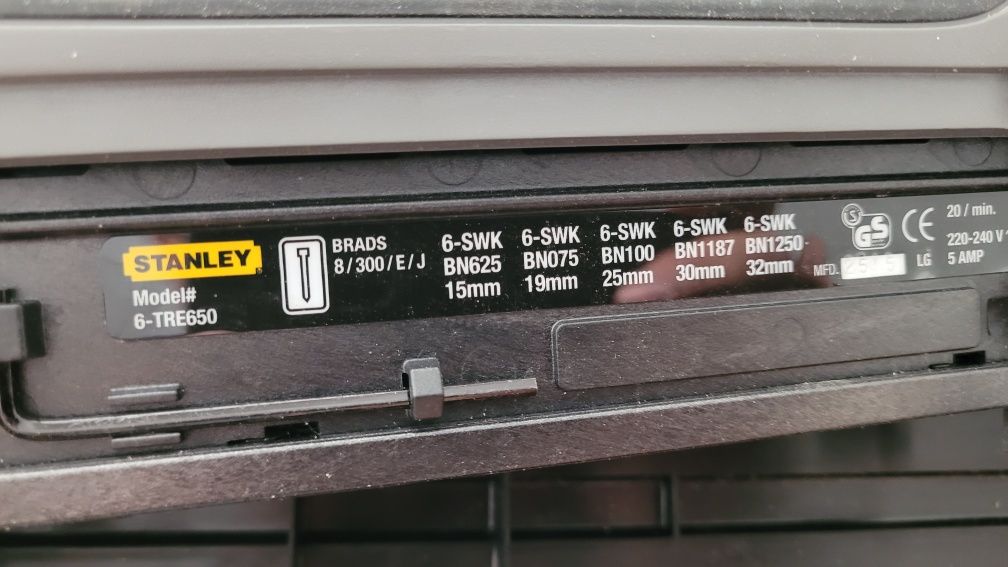 STANLEY
Model#
6-TRE650
BRADS
8/300/E/J
6-SWK
BN625
15mm
6-SWK
BN075
19mm
6-SWK
BN100
25mm
6-SWK
BN1187
30mm
6-SWK
BN1250
32mm
S
GS
CE
MFD.
LG
20 / min.
220-240 V~
5 AMP